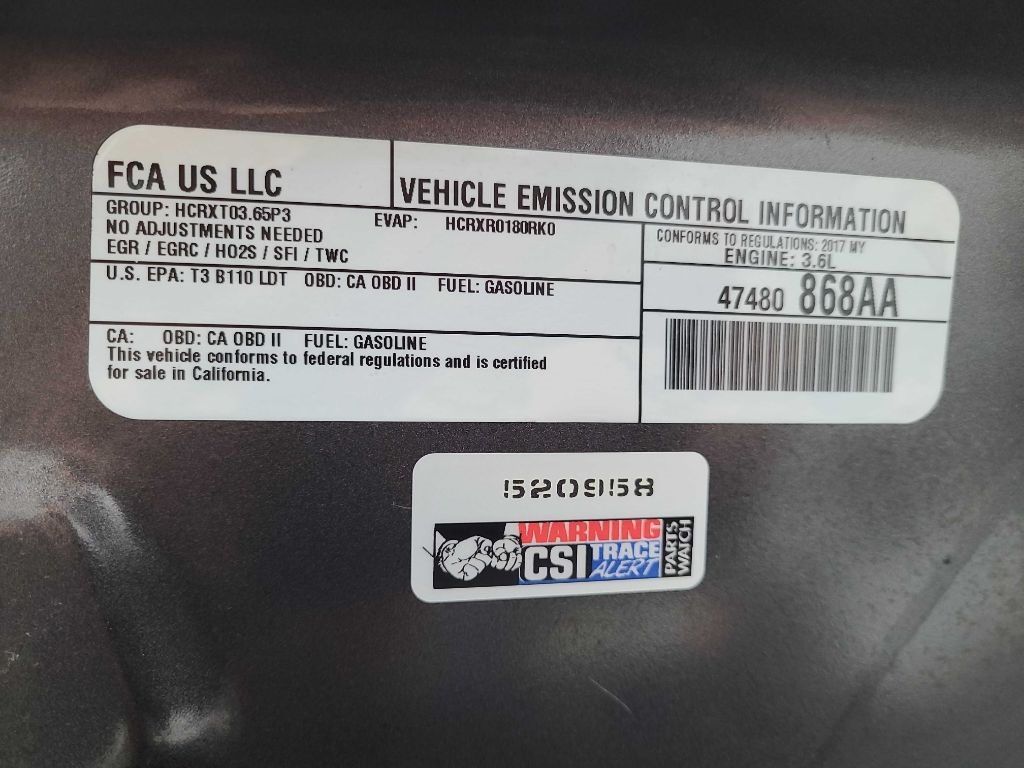 FCA US LLC
VEHICLE EMISSION CONTROL INFORMATION
GROUP: HCRXT03.65P3 EVAP: HCRXR0180RK0
NO ADJUSTMENTS NEEDED
EGR / EGRC / HO2S / SFI / TWC
CONFORMS TO REGULATIONS: 2017 MY
ENGINE: 3.6L
U.S. EPA: T3 B110 LDT OBD: CA OBD II FUEL: GASOLINE
47480 868AA
CA: OBD: CA OBD II FUEL: GASOLINE
This vehicle conforms to federal regulations and is certified
for sale in California.
520958
WARNING
CSI TRACE
ALERT
PARTS
WATCH